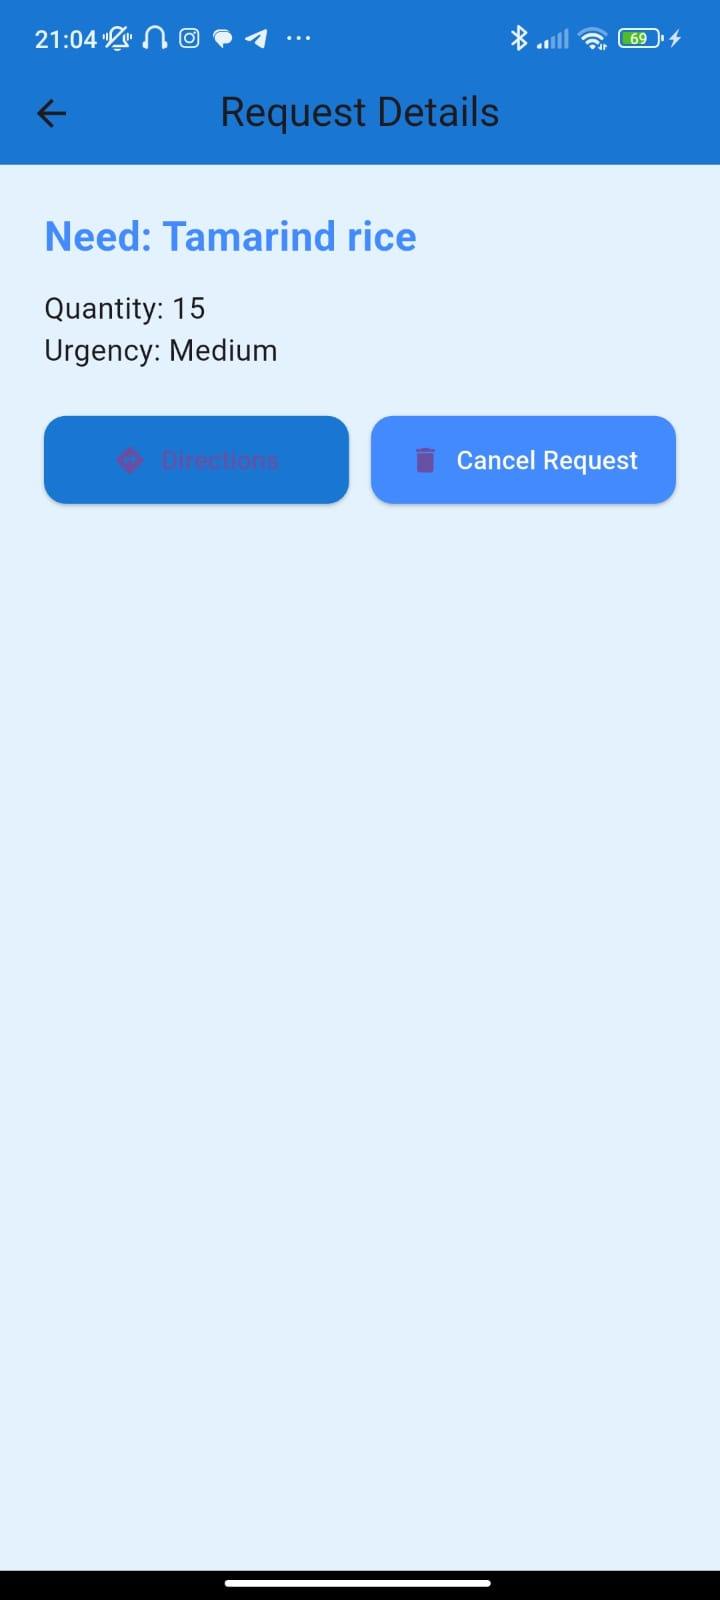 21:04
69
Request Details
Need: Tamarind rice
Quantity: 15
Urgency: Medium
Directions
Cancel Request